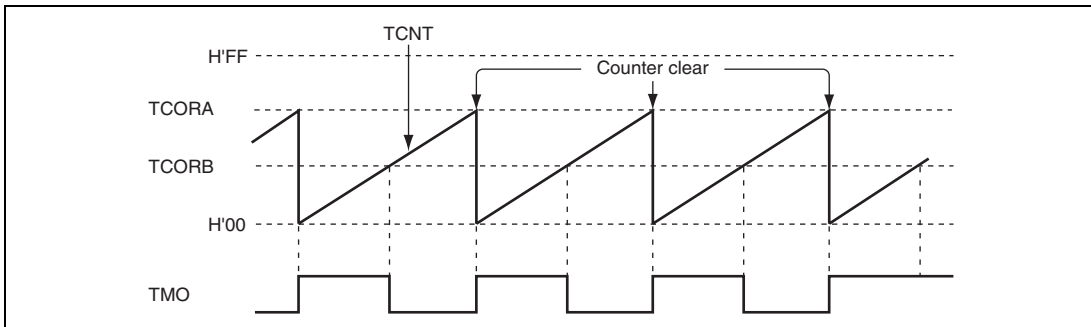 TCNT
H'FF
Counter clear
TCORA
TCORB
H'00
TMO